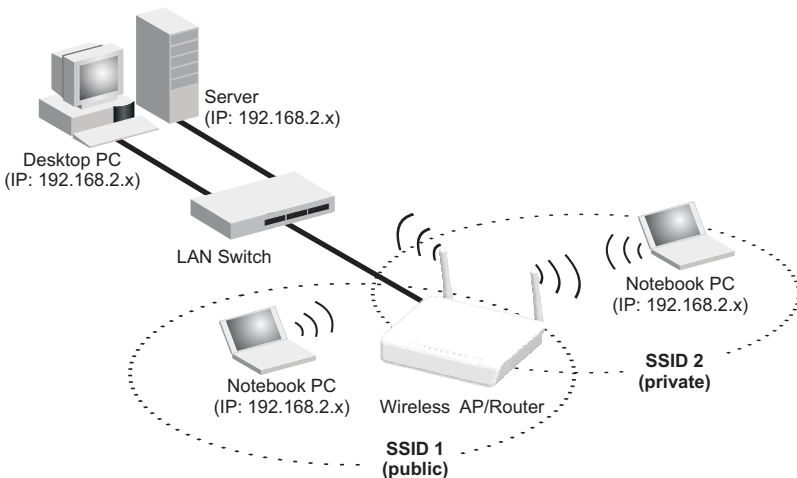 Server
(IP: 192.168.2.x)
Desktop PC
(IP: 192.168.2.x)
LAN Switch
Notebook PC
(IP: 192.168.2.x)
Notebook PC
(IP: 192.168.2.x)
Wireless AP/Router
SSID 2
(private)
SSID 1
(public)